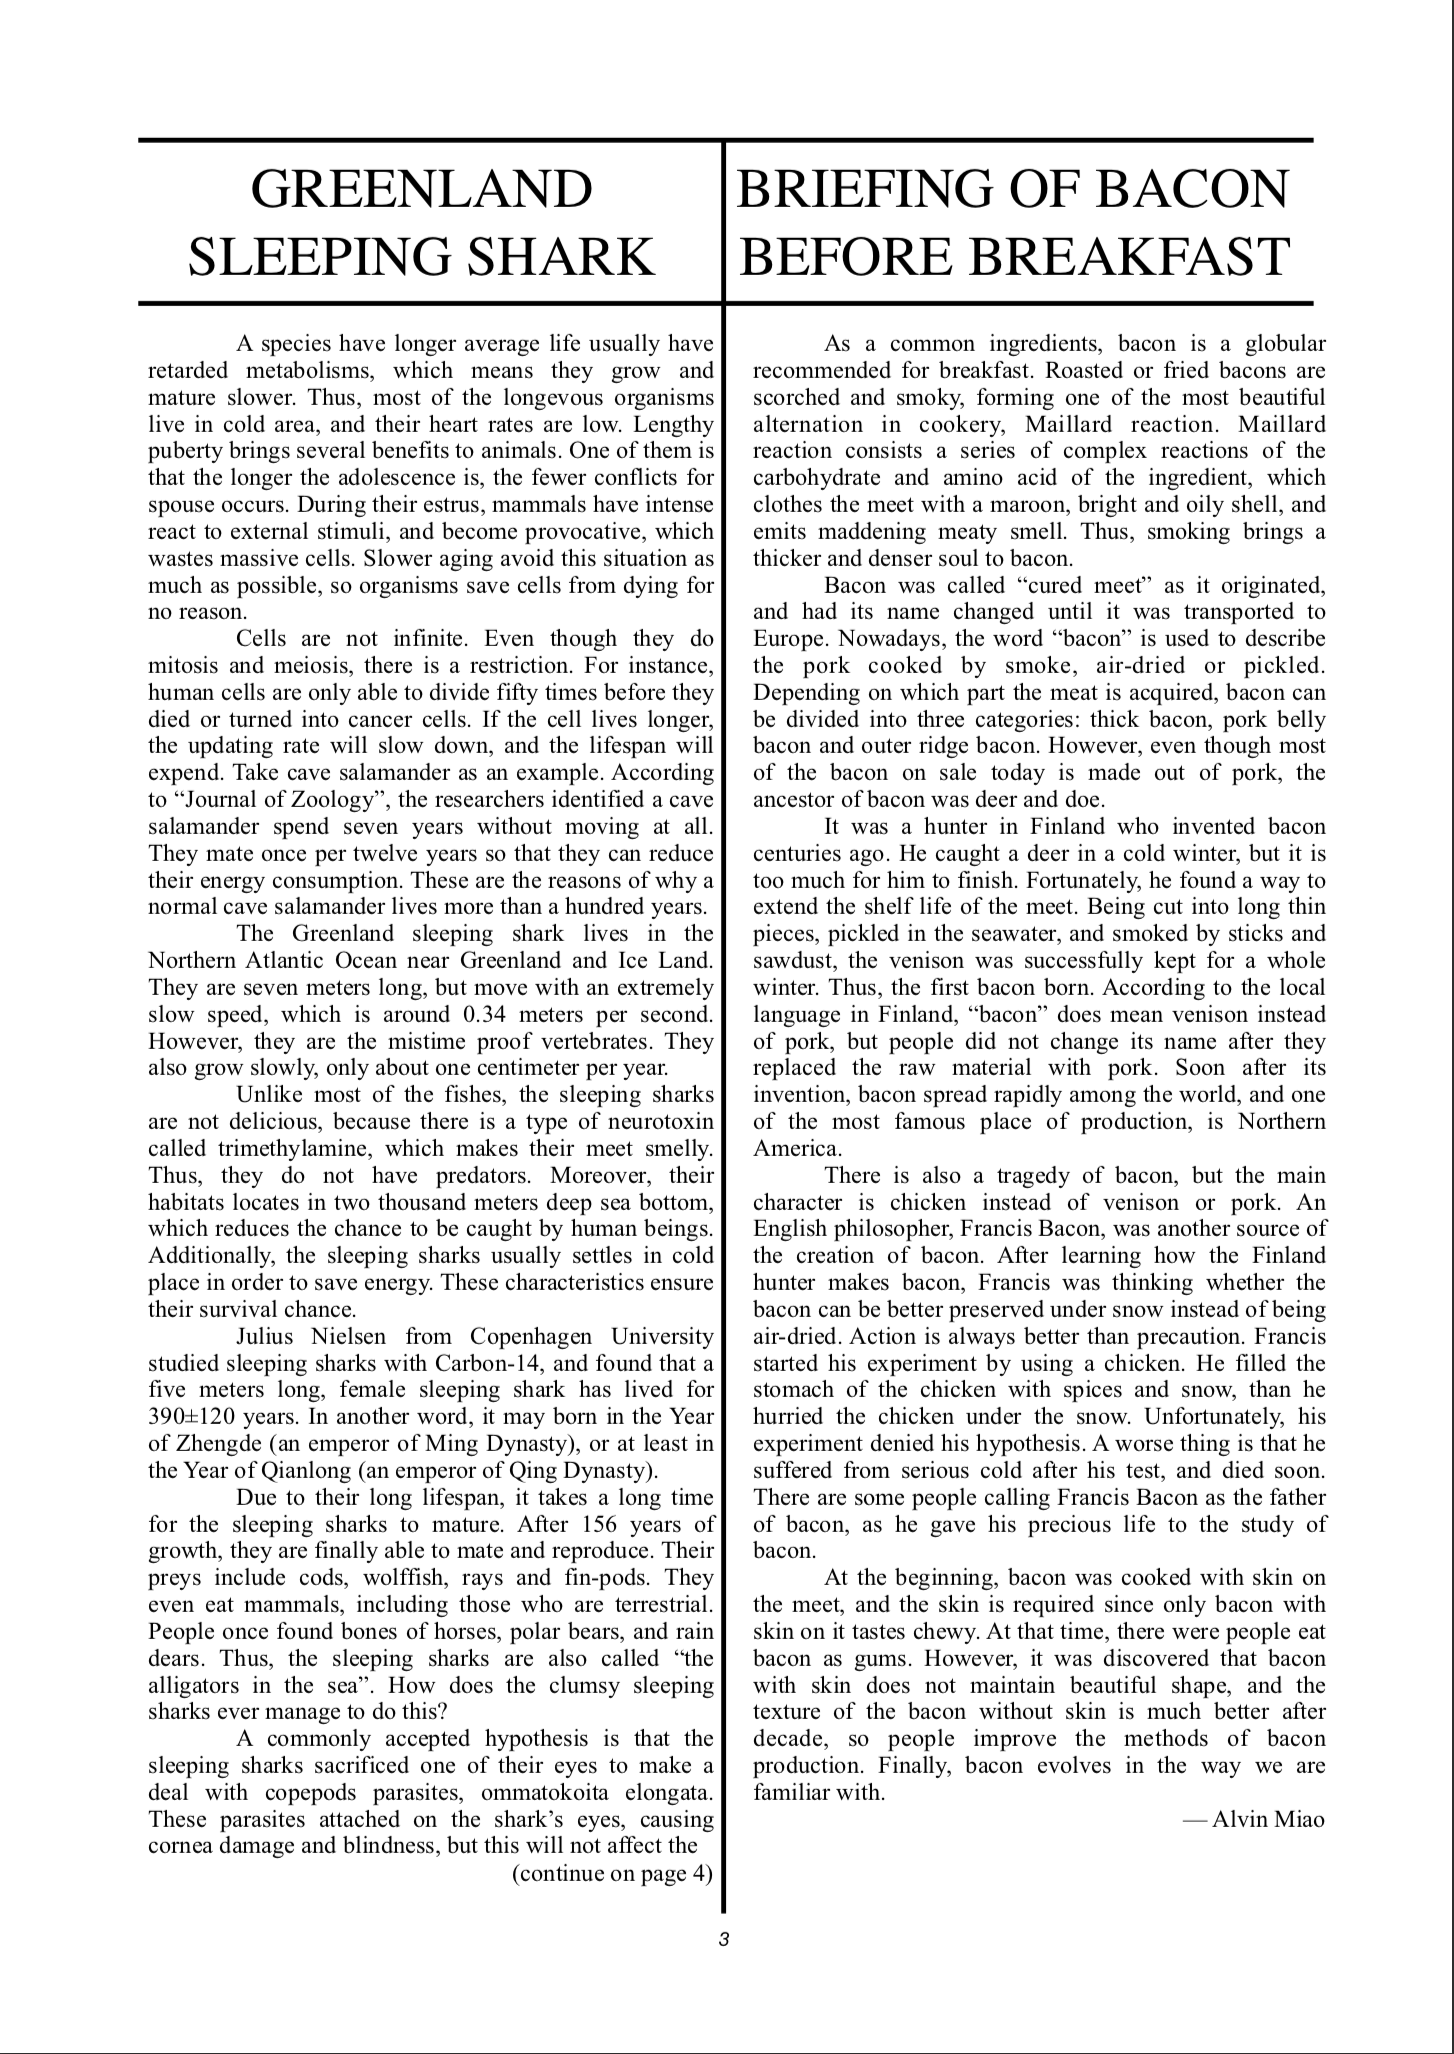 GREENLAND
SLEEPING SHARK
A species have longer average life usually have
retarded metabolisms, which means they grow and
mature slower. Thus, most of the longevous organisms
live in cold area, and their heart rates are low. Lengthy
puberty brings several benefits to animals. One of them is
that the longer the adolescence is, the fewer conflicts for
spouse occurs. During their estrus, mammals have intense
react to external stimuli, and become provocative, which
wastes massive cells. Slower aging avoid this situation as
much as possible, so organisms save cells from dying for
no reason.
Cells are not infinite. Even though they do
mitosis and meiosis, there is a restriction. For instance,
human cells are only able to divide fifty times before they
died or turned into cancer cells. If the cell lives longer,
the updating rate will slow down, and the lifespan will
expend. Take cave salamander as an example. According
to “Journal of Zoology”, the researchers identified a cave
salamander spend seven years without moving at all.
They mate once per twelve years so that they can reduce
their energy consumption. These are the reasons of why a
normal cave salamander lives more than a hundred years.
The Greenland sleeping shark lives in the
Northern Atlantic Ocean near Greenland and Ice Land.
They are seven meters long, but move with an extremely
slow speed, which is around 0.34 meters per second.
However, they are the mistime proof vertebrates. They
also grow slowly, only about one centimeter per year.
Unlike most of the fishes, the sleeping sharks
are not delicious, because there is a type of neurotoxin
called trimethylamine, which makes their meet smelly.
Thus, they do not have predators. Moreover, their
habitats locates in two thousand meters deep sea bottom,
which reduces the chance to be caught by human beings.
Additionally, the sleeping sharks usually settles in cold
place in order to save energy. These characteristics ensure
their survival chance.
Julius Nielsen from Copenhagen University
studied sleeping sharks with Carbon-14, and found that a
five meters long, female sleeping shark has lived for
390±120 years. In another word, it may born in the Year
of Zhengde (an emperor of Ming Dynasty), or at least in
the Year of Qianlong (an emperor of Qing Dynasty).
Due to their long lifespan, it takes a long time
for the sleeping sharks to mature. After 156 years of
growth, they are finally able to mate and reproduce. Their
preys include cods, wolffish, rays and fin-pods. They
even eat mammals, including those who are terrestrial.
People once found bones of horses, polar bears, and rain
dears. Thus, the sleeping sharks are also called “the
alligators in the sea”. How does the clumsy sleeping
sharks ever manage to do this?
A commonly accepted hypothesis is that the
sleeping sharks sacrificed one of their eyes to make a
deal with copepods parasites, ommatokoita elongata.
These parasites attached on the shark’s eyes, causing
cornea damage and blindness, but this will not affect the
(continue on page 4)
BRIEFING OF BACON
BEFORE BREAKFAST
As a common ingredients, bacon is a globular
recommended for breakfast. Roasted or fried bacons are
scorched and smoky, forming one of the most beautiful
alternation in cookery, Maillard reaction. Maillard
reaction consists a series of complex reactions of the
carbohydrate and amino acid of the ingredient, which
clothes the meet with a maroon, bright and oily shell, and
emits maddening meaty smell. Thus, smoking brings a
thicker and denser soul to bacon.
Bacon was called “cured meet” as it originated,
and had its name changed until it was transported to
Europe. Nowadays, the word “bacon” is used to describe
the pork cooked by smoke, air-dried or pickled.
Depending on which part the meat is acquired, bacon can
be divided into three categories: thick bacon, pork belly
bacon and outer ridge bacon. However, even though most
of the bacon on sale today is made out of pork, the
ancestor of bacon was deer and doe.
It was a hunter in Finland who invented bacon
centuries ago. He caught a deer in a cold winter, but it is
too much for him to finish. Fortunately, he found a way to
extend the shelf life of the meet. Being cut into long thin
pieces, pickled in the seawater, and smoked by sticks and
sawdust, the venison was successfully kept for a whole
winter. Thus, the first bacon born. According to the local
language in Finland, “bacon” does mean venison instead
of pork, but people did not change its name after they
replaced the raw material with pork. Soon after its
invention, bacon spread rapidly among the world, and one
of the most famous place of production, is Northern
America.
There is also a tragedy of bacon, but the main
character is chicken instead of venison or pork. An
English philosopher, Francis Bacon, was another source of
the creation of bacon. After learning how the Finland
hunter makes bacon, Francis was thinking whether the
bacon can be better preserved under snow instead of being
air-dried. Action is always better than precaution. Francis
started his experiment by using a chicken. He filled the
stomach of the chicken with spices and snow, than he
hurried the chicken under the snow. Unfortunately, his
experiment denied his hypothesis. A worse thing is that he
suffered from serious cold after his test, and died soon.
There are some people calling Francis Bacon as the father
of bacon, as he gave his precious life to the study of
bacon.
At the beginning, bacon was cooked with skin on
the meet, and the skin is required since only bacon with
skin on it tastes chewy. At that time, there were people eat
bacon as gums. However, it was discovered that bacon
with skin does not maintain beautiful shape, and the
texture of the bacon without skin is much better after
decade, so people improve the methods of bacon
production. Finally, bacon evolves in the way we are
familiar with.
— Alvin Miao
3